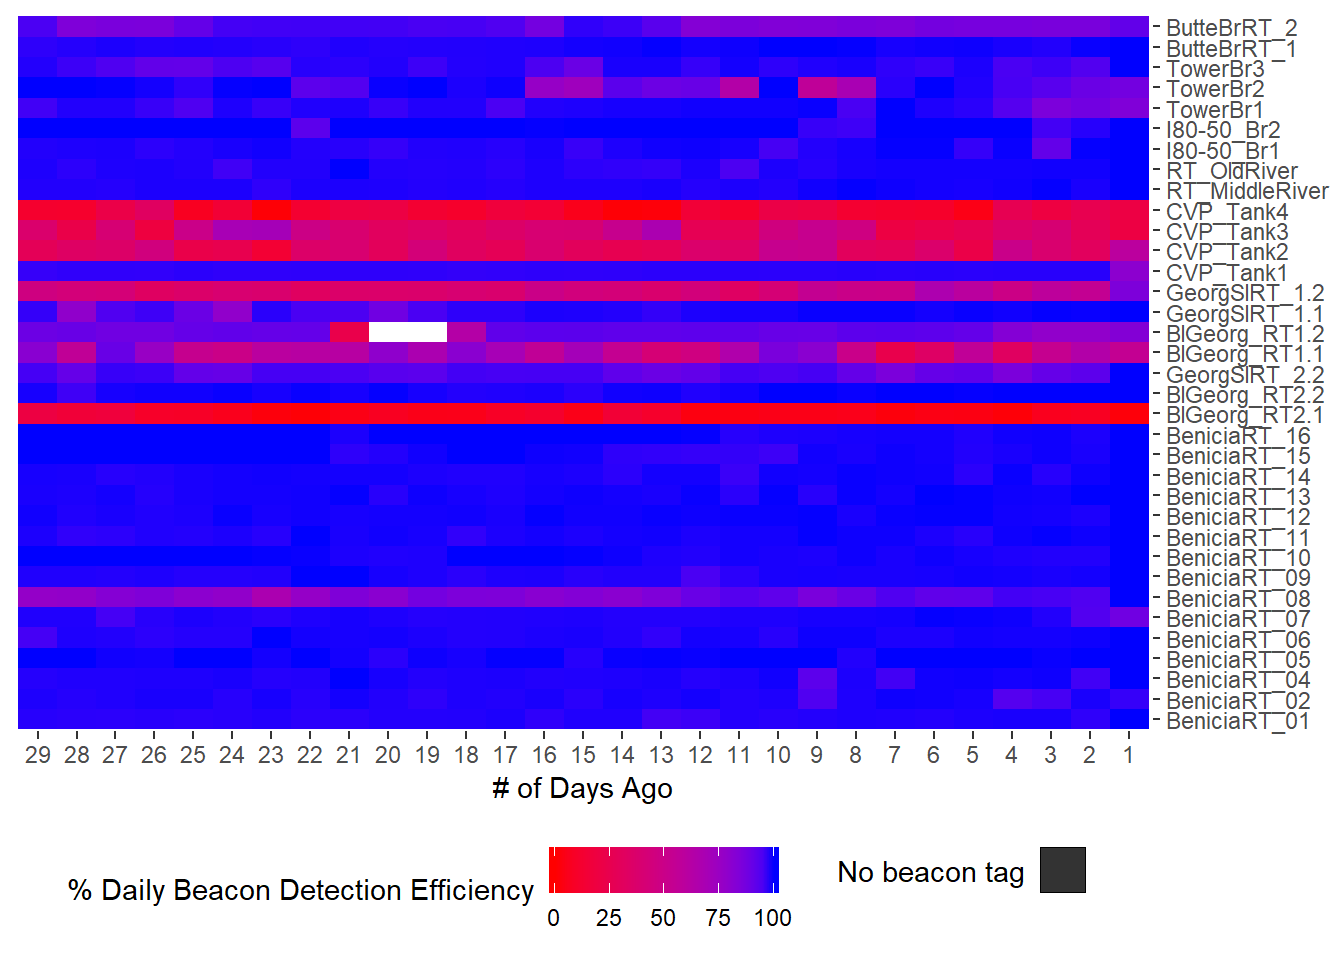 ButteBrRT_2
ButteBrRT_1
TowerBr3
TowerBr2
TowerBr1
I80-50_Br2
I80-50_Br1
RT_OldRiver
RT_MiddleRiver
CVP_Tank4
CVP_Tank3
CVP_Tank2
CVP_Tank1
GeorgSlRT_1.2
GeorgSlRT_1.1
BlGeorg_RT1.2
BlGeorg_RT1.1
GeorgSlRT_2.2
BlGeorg_RT2.2
BlGeorg_RT2.1
BeniciaRT_16
BeniciaRT_15
BeniciaRT_14
BeniciaRT_13
BeniciaRT_12
BeniciaRT_11
BeniciaRT_10
BeniciaRT_09
BeniciaRT_08
BeniciaRT_07
BeniciaRT_06
BeniciaRT_05
BeniciaRT_04
BeniciaRT_02
BeniciaRT_01
29 28 27 26 25 24 23 22 21 20 19 18 17 16 15 14 13 12 11 10 9 8 7 6 5 4 3 2 1
# of Days Ago
% Daily Beacon Detection Efficiency
0 25 50 75 100
No beacon tag